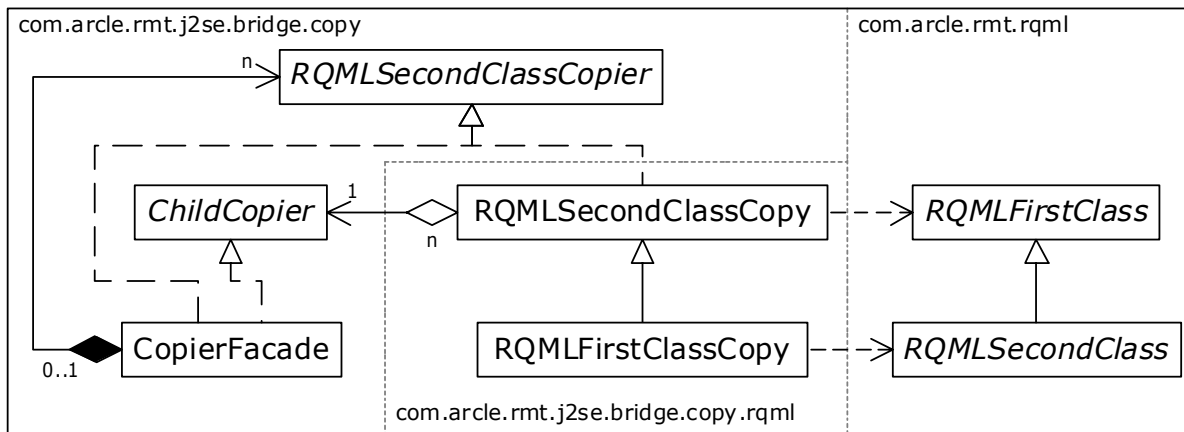 com.arcle.rmt.j2se.bridge.copy
com.arcle.rmt.rqml
n
RQMLSecondClassCopier
ChildCopier
1
n
RQMLSecondClassCopy
RQMLFirstClass
0..1
CopierFacade
RQMLFirstClassCopy
RQMLSecondClass
com.arcle.rmt.j2se.bridge.copy.rqml